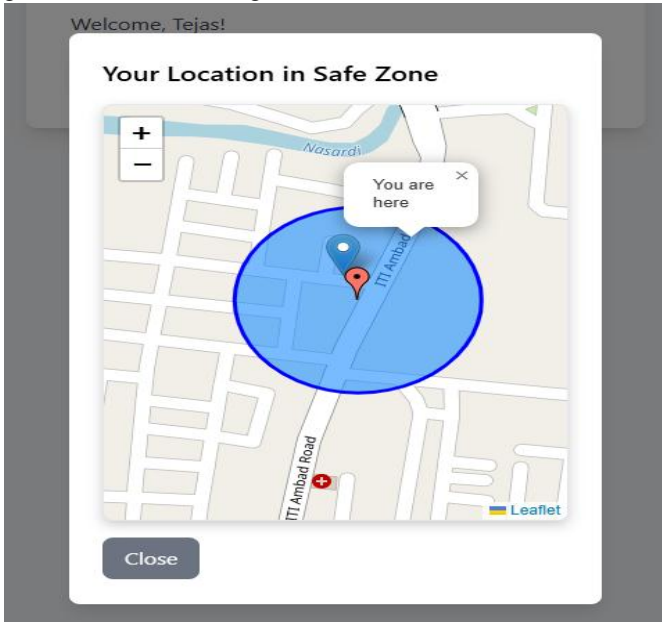 Welcome, Tejas!
Your Location in Safe Zone
+
−
Nasardi
You are
here
×
ITI Ambad
ITI Ambad Road
Leaflet
Close